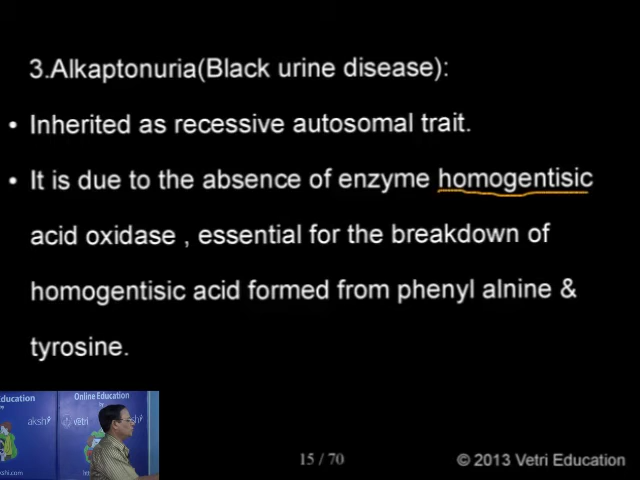 3.Alkaptonuria(Black urine disease):
• Inherited as recessive autosomal trait.
• It is due to the absence of enzyme homogentisic
acid oxidase , essential for the breakdown of
homogentisic acid formed from phenyl alnine &
tyrosine.
Education
Online Education
by
akshi
vetri
15 / 70
© 2013 Vetri Education